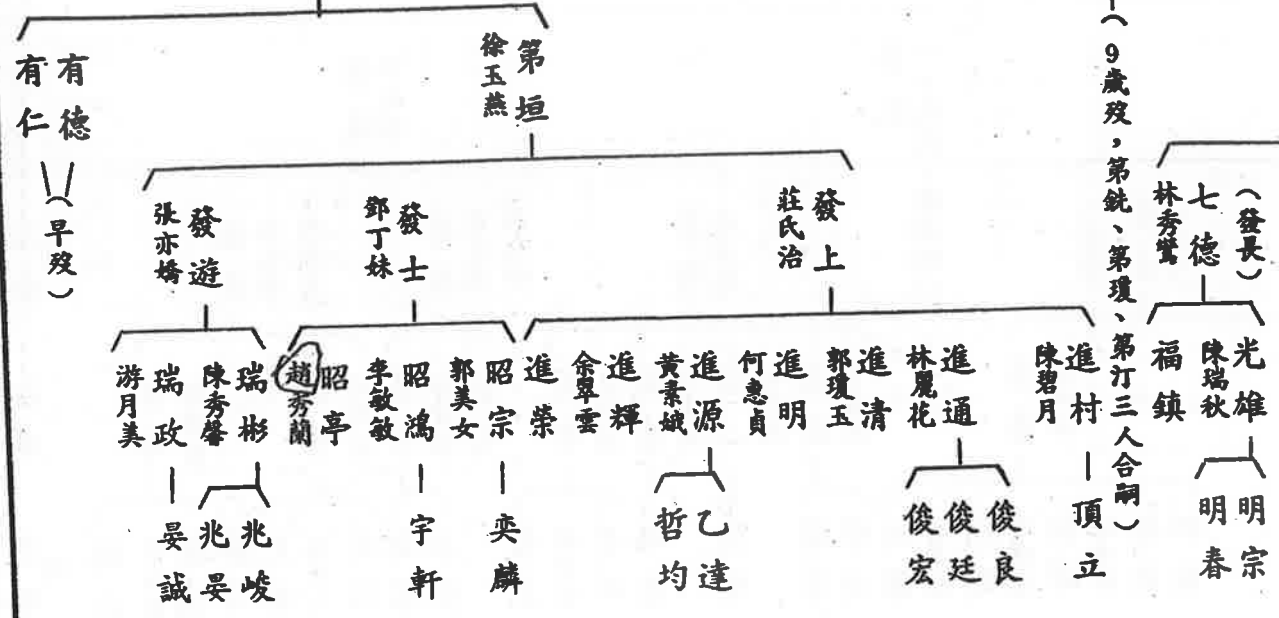 (9歲歿，第鈍、第瓊、第汀三人合嗣)
第垣
徐玉燕
有德
有仁
(早歿)
(發長)
七德
林秀鶯
發上
莊氏治
發士
鄧丁妹
發游
張亦嬌
光雄
陳瑞秋
福鎮
進村
陳碧月
進通
林麗花
進清
郭瓊玉
進明
何惠貞
進源
黃素娥
進輝
余翠雲
進榮
昭宗
郭美女
昭鴻
李敏敏
昭亭
趙秀蘭
瑞彬
陳秀馨
瑞政
游月美
明宗
明春
頂立
俊良
俊廷
俊宏
乙達
哲均
奕麟
宇軒
兆峻
兆晏
晏誠